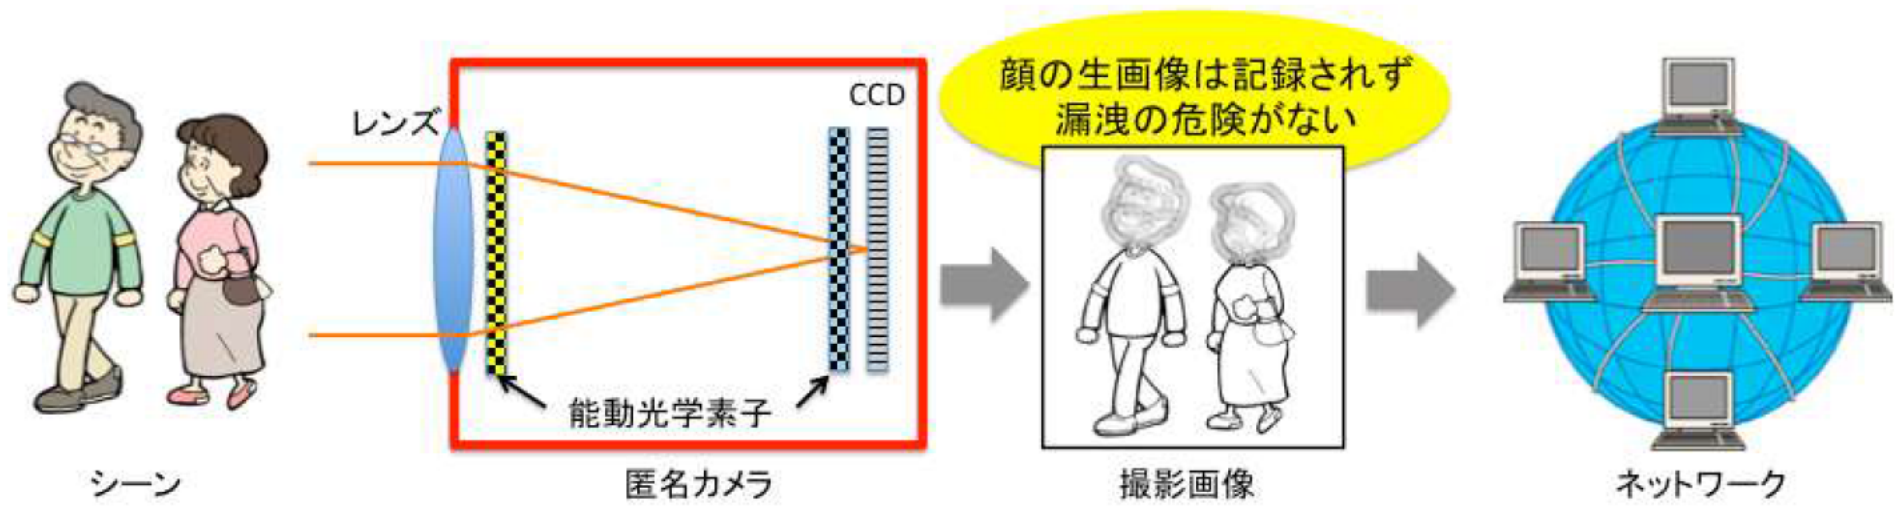 顔の生画像は記録されず
漏洩の危険がない
レンズ
CCD
能動光学素子
シーン
匿名カメラ
撮影画像
ネットワーク